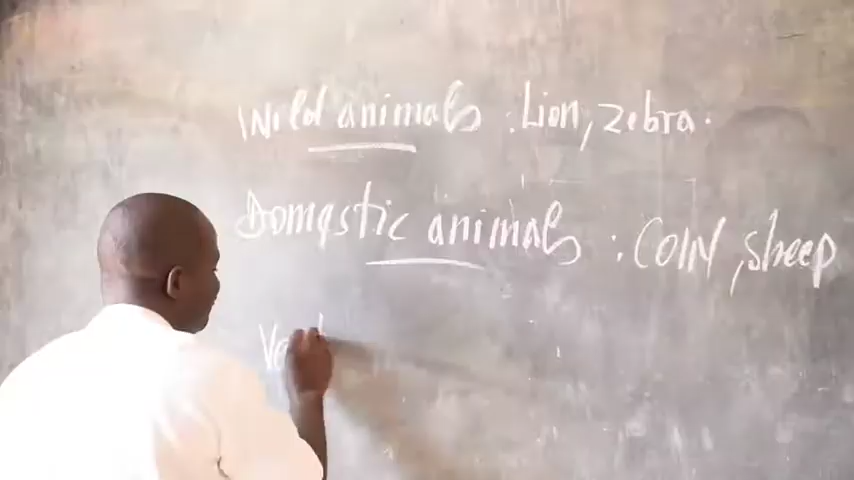 Wild animals : Lion, zebra.
Domestic animals : COW, sheep